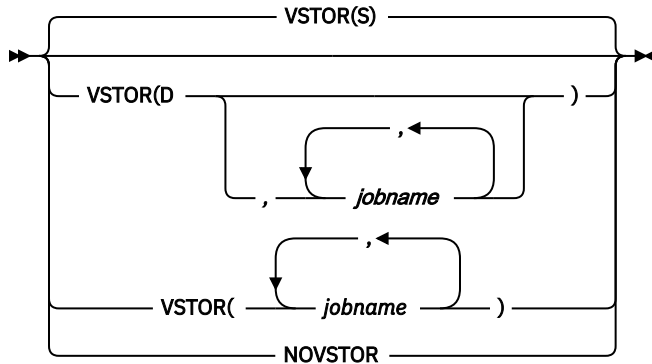 VSTOR(S)
VSTOR(D )
,
, jobname
,
VSTOR( jobname )
NOVSTOR